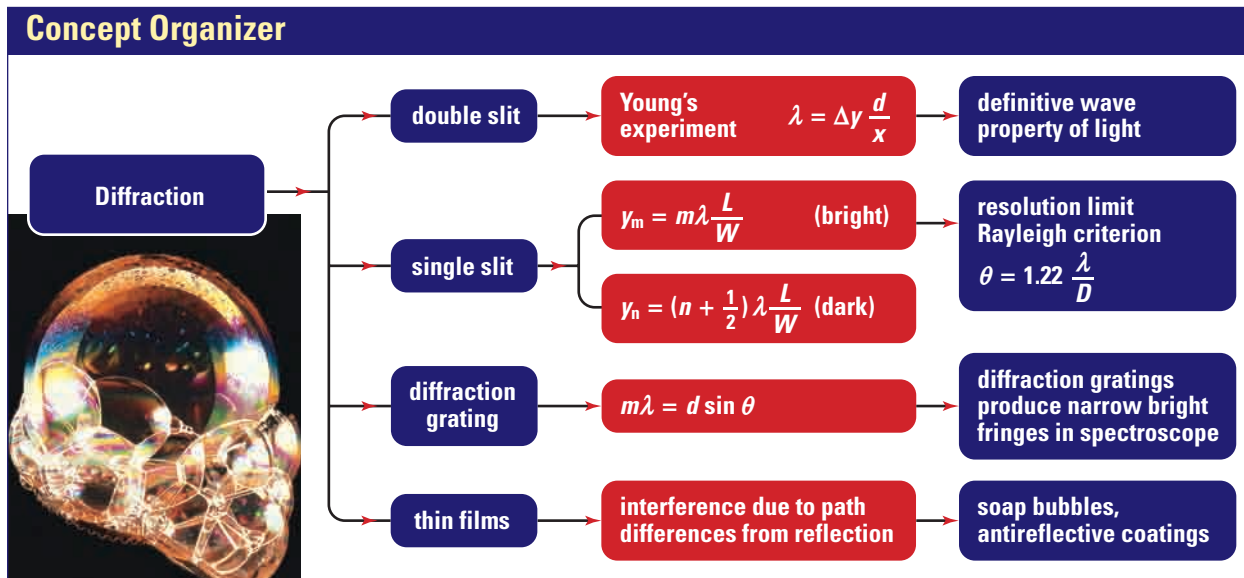 Concept Organizer
Diffraction
double slit
Young's
experiment λ = Δy d/x
definitive wave
property of light
single slit
yₘ = mλ L/W (bright)
yₙ = (n + 1/2) λ L/W (dark)
resolution limit
Rayleigh criterion
θ = 1.22 λ/D
diffraction
grating
mλ = d sin θ
diffraction gratings
produce narrow bright
fringes in spectroscope
thin films
interference due to path
differences from reflection
soap bubbles,
antireflective coatings